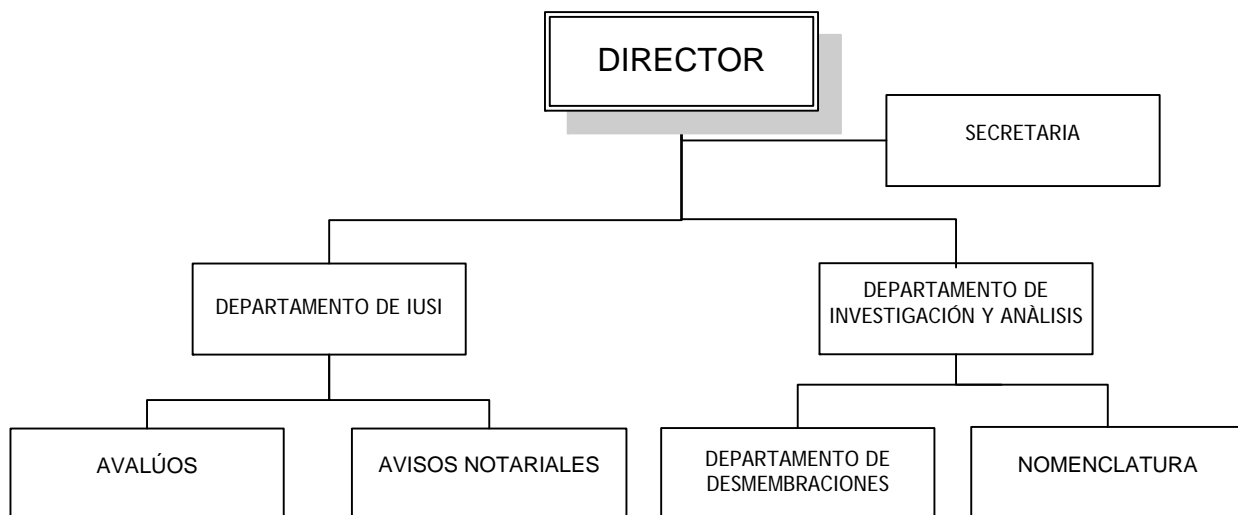 DIRECTOR
SECRETARIA
DEPARTAMENTO DE IUSI
DEPARTAMENTO DE
INVESTIGACIÓN Y ANÀLISIS
AVALÚOS
AVISOS NOTARIALES
DEPARTAMENTO DE
DESMEMBRACIONES
NOMENCLATURA